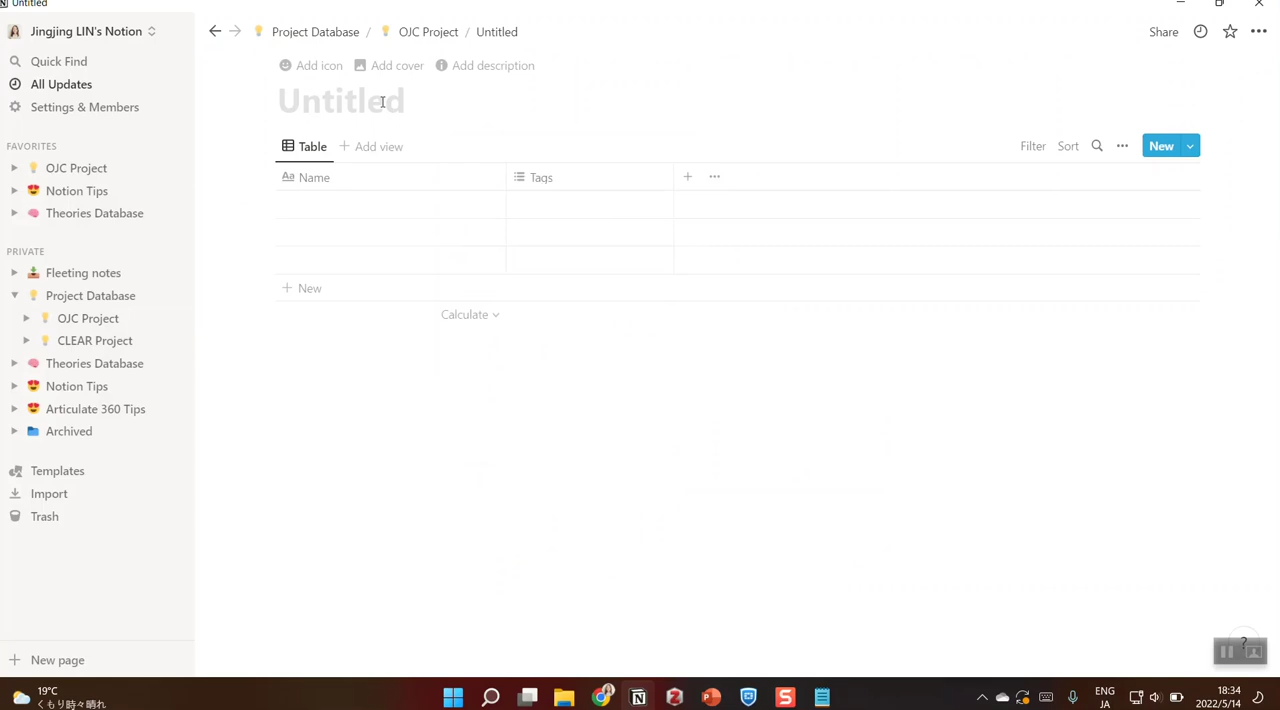 Untitled
Jingjing LIN's Notion
Project Database / OJC Project / Untitled
Share
Quick Find
All Updates
Settings & Members
Add icon Add cover Add description
Untitled
FAVORITES
OJC Project
Notion Tips
Theories Database
Table + Add view
Filter Sort New
Aa Name Tags
PRIVATE
Fleeting notes
Project Database
OJC Project
CLEAR Project
Theories Database
Notion Tips
Articulate 360 Tips
Archived
+ New
Calculate
Templates
Import
Trash
+ New page
?
19°C
くもり時々晴れ
ENG
JA
18:34
2022/5/14